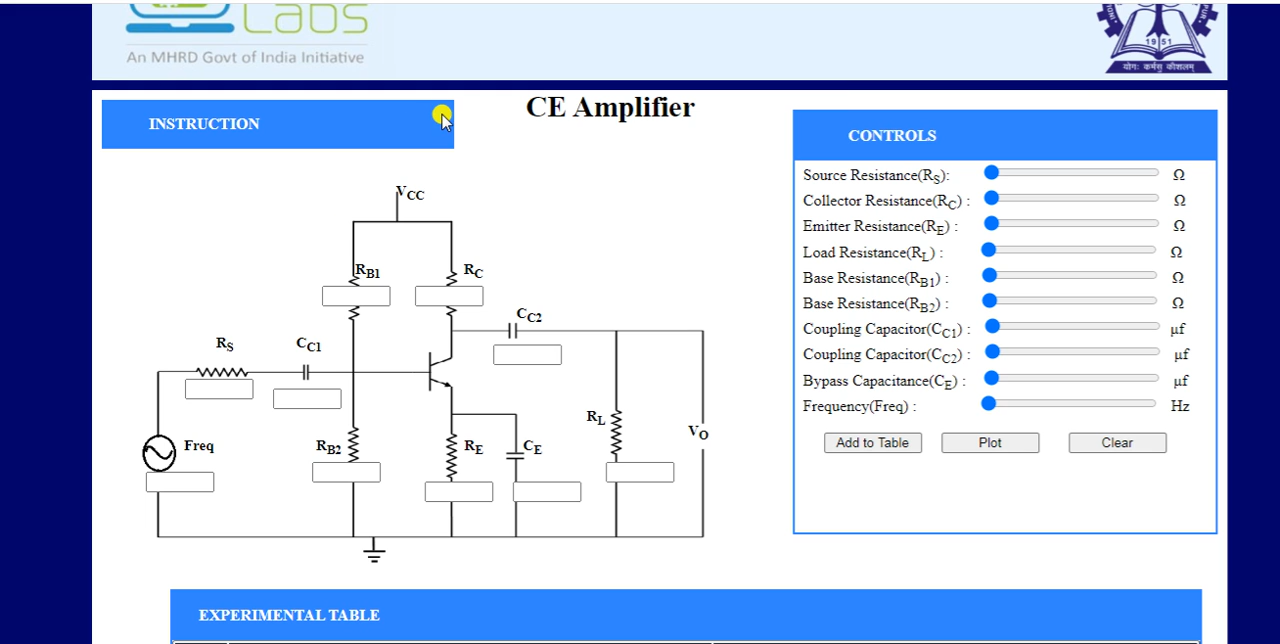 Labs
An MHRD Govt of India Initiative
1951
योगः कर्मसु कौशलम्
INSTRUCTION
CE Amplifier
CONTROLS
Source Resistance(RS): Ω
Collector Resistance(RC) : Ω
Emitter Resistance(RE) : Ω
Load Resistance(RL) : Ω
Base Resistance(RB1) : Ω
Base Resistance(RB2) : Ω
Coupling Capacitor(CC1) : μf
Coupling Capacitor(CC2) : μf
Bypass Capacitance(CE) : μf
Frequency(Freq) : Hz
Add to Table Plot Clear
VCC
RB1 RC
CC2
RS CC1
RL
VO
Freq RB2 RE CE
EXPERIMENTAL TABLE